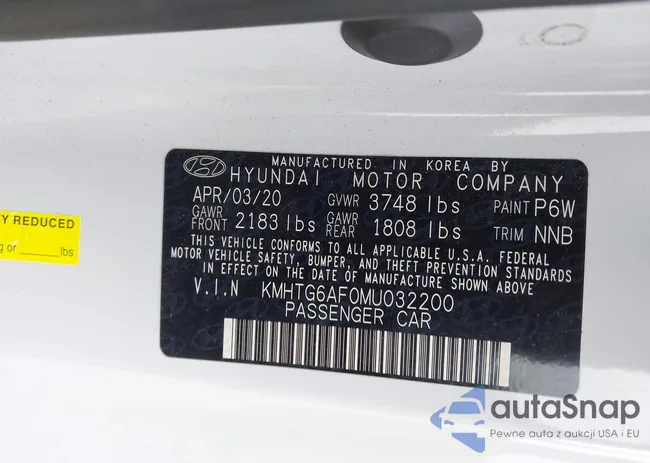 MANUFACTURED IN KOREA BY
HYUNDAI MOTOR COMPANY
APR/03/20 GVWR 3748 lbs PAINT P6W
GAWR FRONT 2183 lbs GAWR REAR 1808 lbs TRIM NNB
THIS VEHICLE CONFORMS TO ALL APPLICABLE U.S.A. FEDERAL
MOTOR VEHICLE SAFETY, BUMPER, AND THEFT PREVENTION STANDARDS
IN EFFECT ON THE DATE OF MANUFACTURE SHOWN ABOVE.
V.I.N KMHTG6AF0MU032200
PASSENGER CAR
TY REDUCED
g or ______lbs
autaSnap
Pewne auta z aukcji USA i EU